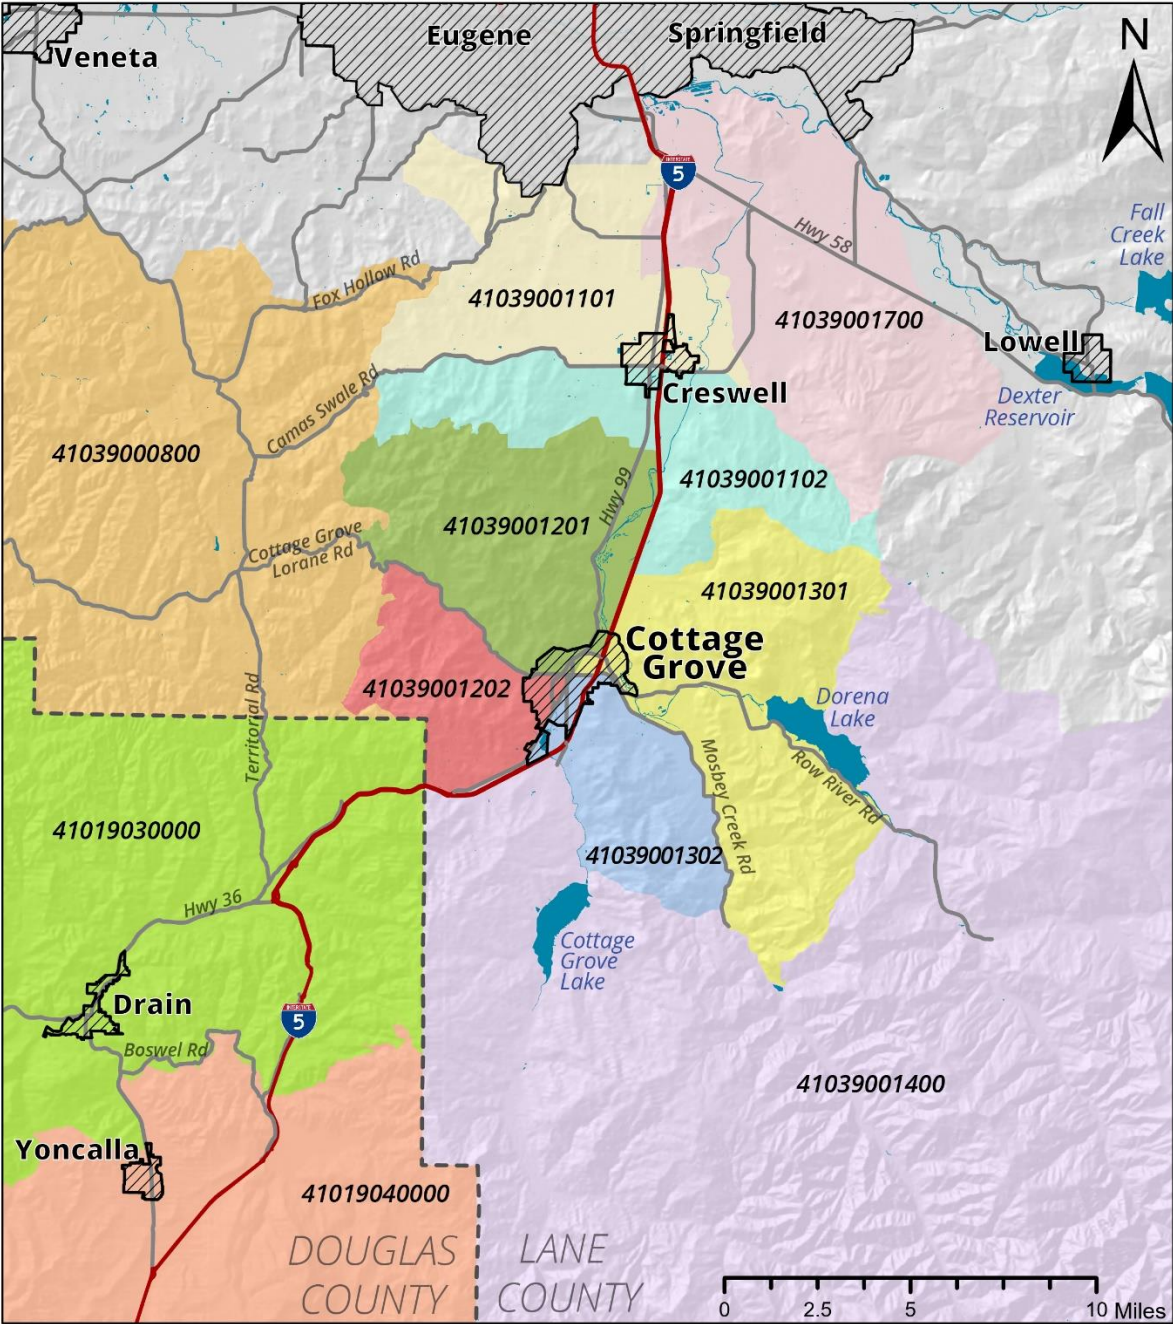 Veneta
Eugene
Springfield
N
INTERSTATE
5
Fall
Creek
Lake
Hwy 58
Fox Hollow Rd
41039001101
41039001700
Lowell
Creswell
Dexter
Reservoir
Camas Swale Rd
41039000800
41039001102
Hwy 99
41039001201
Cottage Grove
Lorane Rd
41039001301
Cottage
Grove
41039001202
Dorena
Lake
Territorial Rd
Mosbey Creek Rd
Row River Rd
41019030000
41039001302
Hwy 36
Cottage
Grove
Lake
Drain
INTERSTATE
5
Boswel Rd
41039001400
Yoncalla
41019040000
DOUGLAS
COUNTY
LANE
COUNTY
0 2.5 5 10 Miles